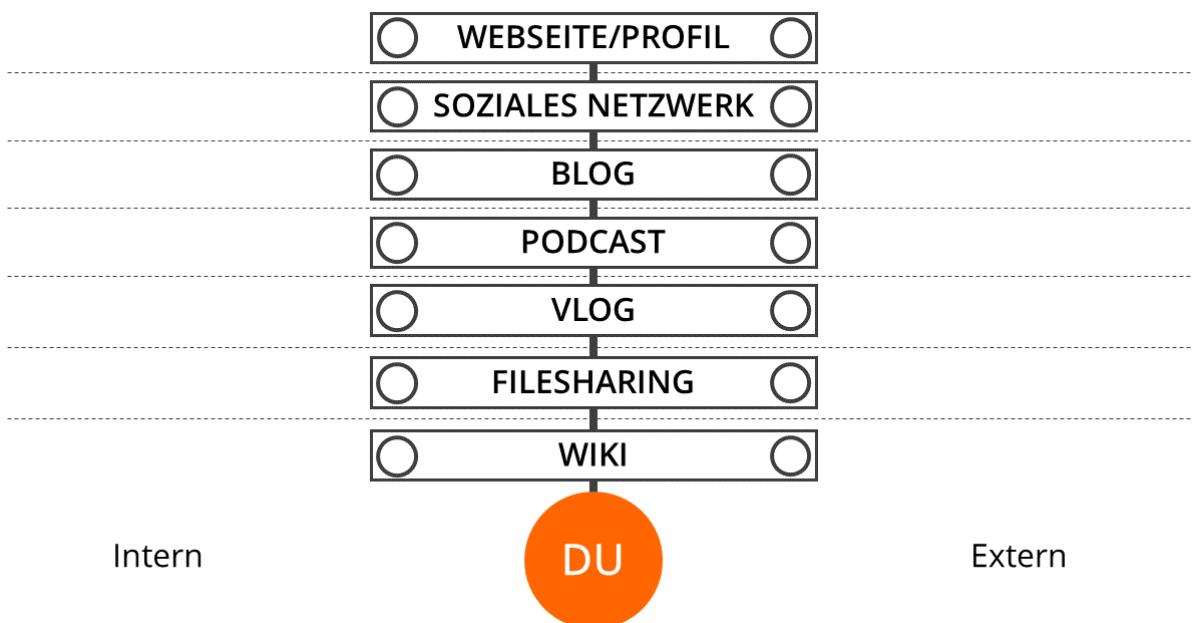 WEBSEITE/PROFIL
SOZIALES NETZWERK
BLOG
PODCAST
VLOG
FILESHARING
WIKI
Intern
DU
Extern